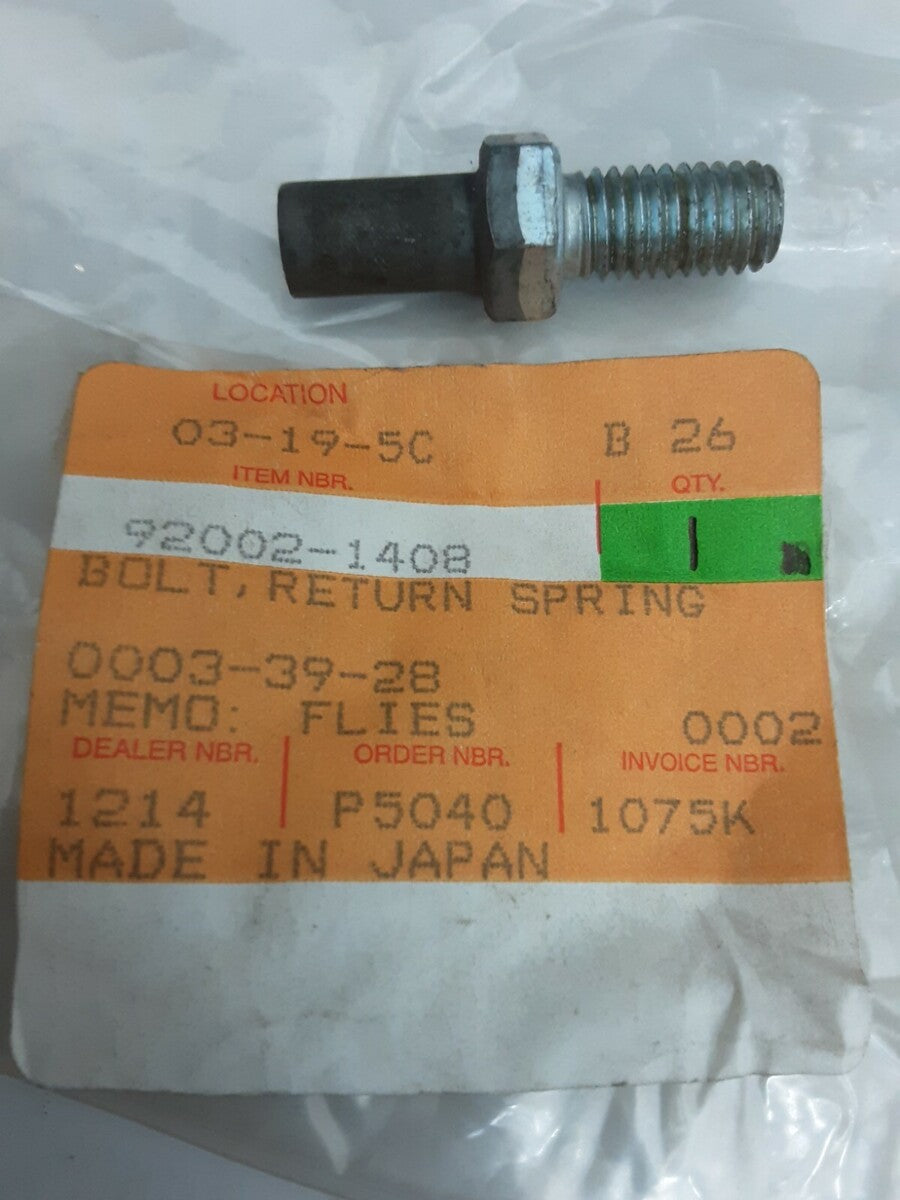 LOCATION
03-19-5C B 26
ITEM NBR. QTY.
92002-1408 1
BOLT, RETURN SPRING
0003-39-28
MEMO: FLIES 0002
DEALER NBR. ORDER NBR. INVOICE NBR.
1214 P5040 1075K
MADE IN JAPAN